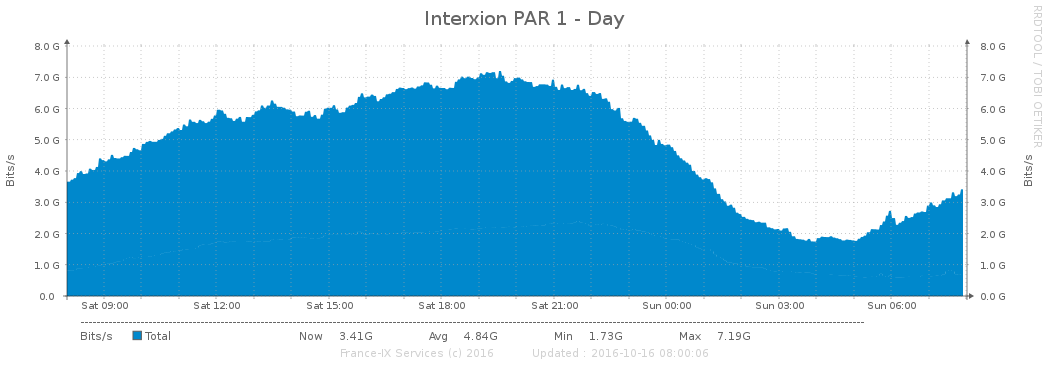 Interxion PAR 1 - Day
RRDTOOL / TOBI OETIKER
Bits/s
8.0 G 8.0 G
7.0 G 7.0 G
6.0 G 6.0 G
5.0 G 5.0 G
4.0 G 4.0 G
3.0 G 3.0 G
2.0 G 2.0 G
1.0 G 1.0 G
0.0 0.0 G
Bits/s
Sat 09:00 Sat 12:00 Sat 15:00 Sat 18:00 Sat 21:00 Sun 00:00 Sun 03:00 Sun 06:00
Bits/s Total Now 3.41G Avg 4.84G Min 1.73G Max 7.19G
France-IX Services (c) 2016 Updated : 2016-10-16 08:00:06